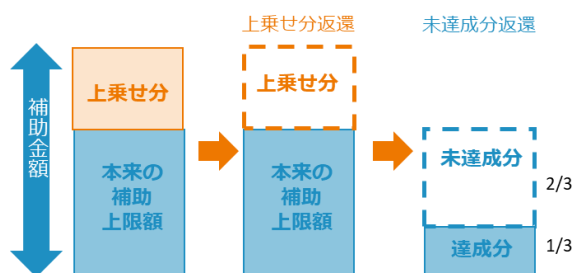 上乗せ分返還
未達成分返還
補助金額
上乗せ分
本来の
補助
上限額
上乗せ分
本来の
補助
上限額
未達成分
2/3
達成分
1/3